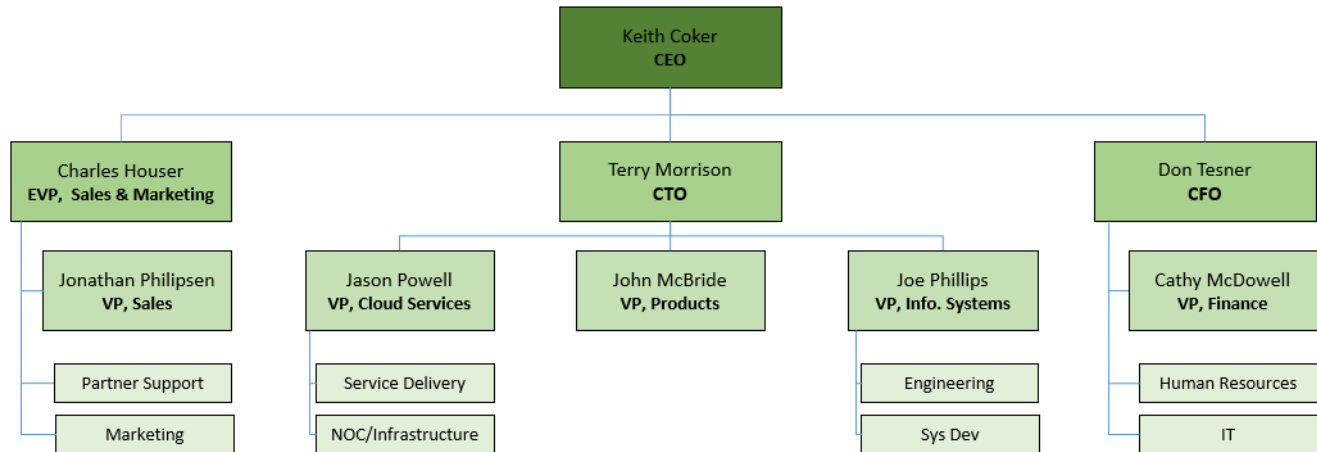 Keith Coker
CEO
Charles Houser
EVP, Sales & Marketing
Terry Morrison
CTO
Don Tesner
CFO
Jonathan Philipsen
VP, Sales
Jason Powell
VP, Cloud Services
John McBride
VP, Products
Joe Phillips
VP, Info. Systems
Cathy McDowell
VP, Finance
Partner Support
Service Delivery
Engineering
Human Resources
Marketing
NOC/Infrastructure
Sys Dev
IT